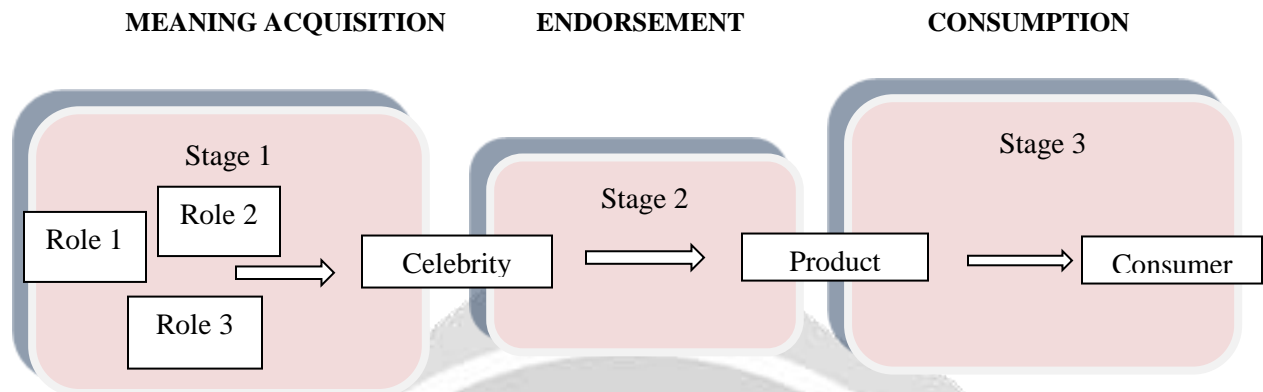 MEANING ACQUISITION ENDORSEMENT CONSUMPTION
Stage 1
Role 1
Role 2
Role 3
Celebrity
Stage 2
Product
Stage 3
Consumer